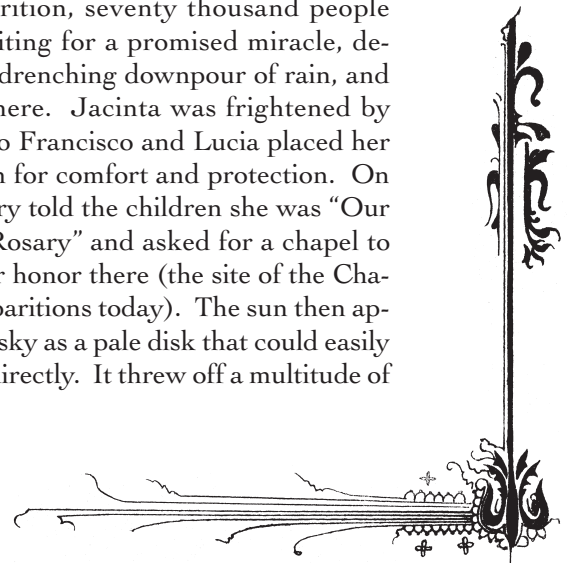 rition, seventy thousand people
iting for a promised miracle, de-
drenching downpour of rain, and
here. Jacinta was frightened by
o Francisco and Lucia placed her
n for comfort and protection. On
ry told the children she was “Our
Rosary” and asked for a chapel to
r honor there (the site of the Cha-
paritions today). The sun then ap-
sky as a pale disk that could easily
irectly. It threw off a multitude of